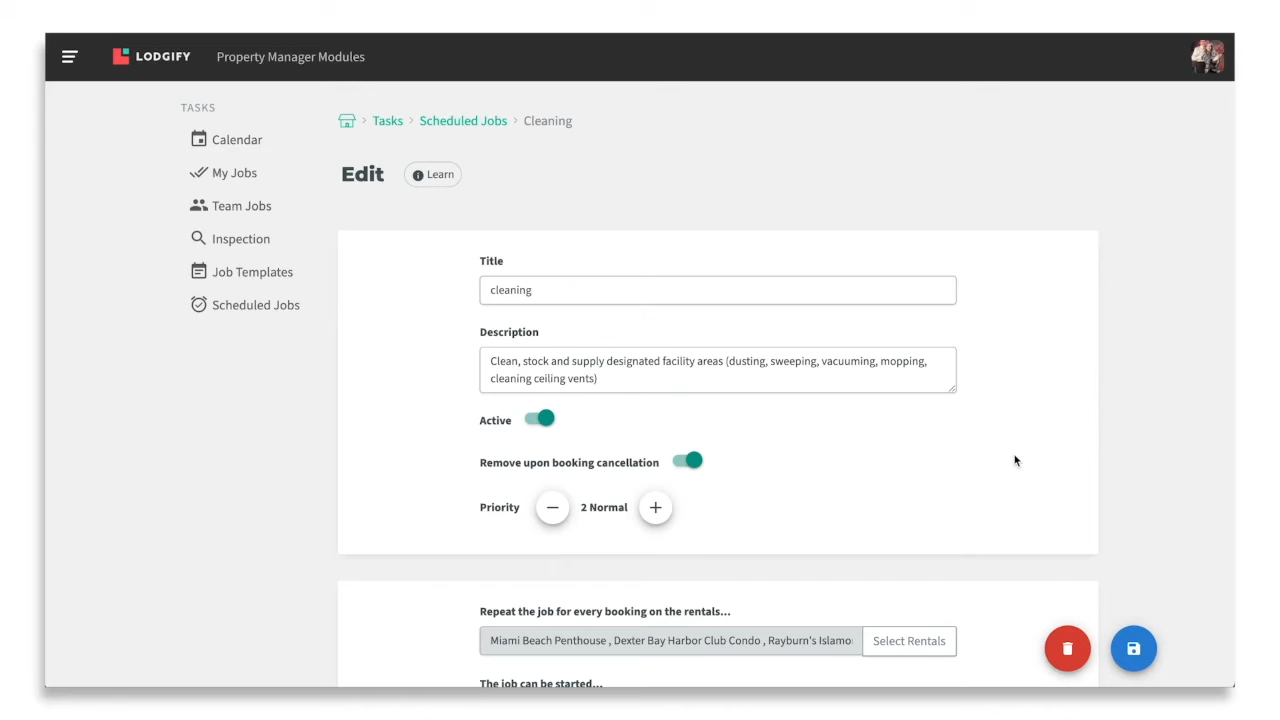 LODGIFY Property Manager Modules
TASKS
Calendar
My Jobs
Team Jobs
Inspection
Job Templates
Scheduled Jobs
Tasks > Scheduled Jobs > Cleaning
Edit Learn
Title
cleaning
Description
Clean, stock and supply designated facility areas (dusting, sweeping, vacuuming, mopping,
cleaning ceiling vents)
Active
Remove upon booking cancellation
Priority 2 Normal
Repeat the job for every booking on the rentals...
Miami Beach Penthouse , Dexter Bay Harbor Club Condo , Rayburn's Islamo Select Rentals
The job can be started...